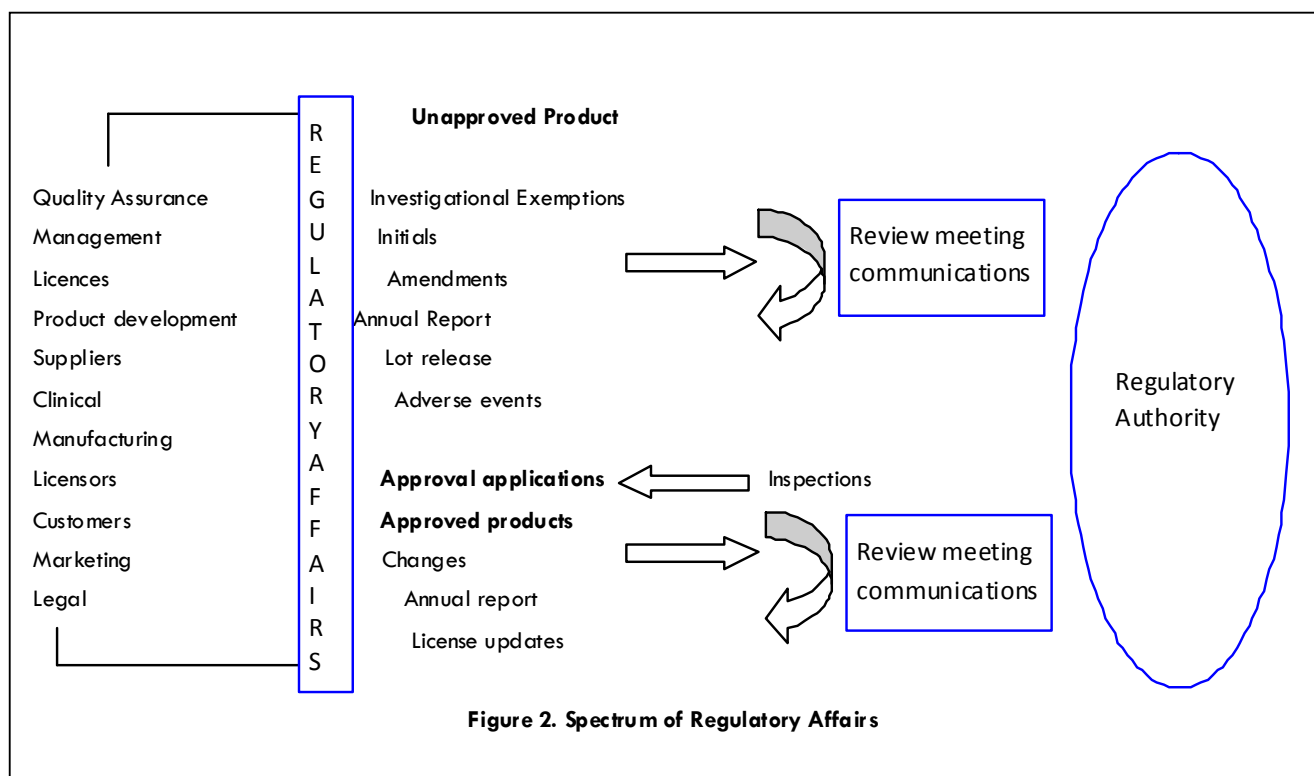 Quality Assurance
Management
Licences
Product development
Suppliers
Clinical
Manufacturing
Licensors
Customers
Marketing
Legal
REGULATORYAFFAIRS
Unapproved Product
Investigational Exemptions
Initials
Amendments
Annual Report
Lot release
Adverse events
Approval applications
Approved products
Changes
Annual report
License updates
Review meeting
communications
Inspections
Review meeting
communications
Regulatory
Authority
Figure 2. Spectrum of Regulatory Affairs